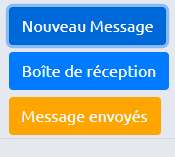 Nouveau Message
Boîte de réception
Message envoyés